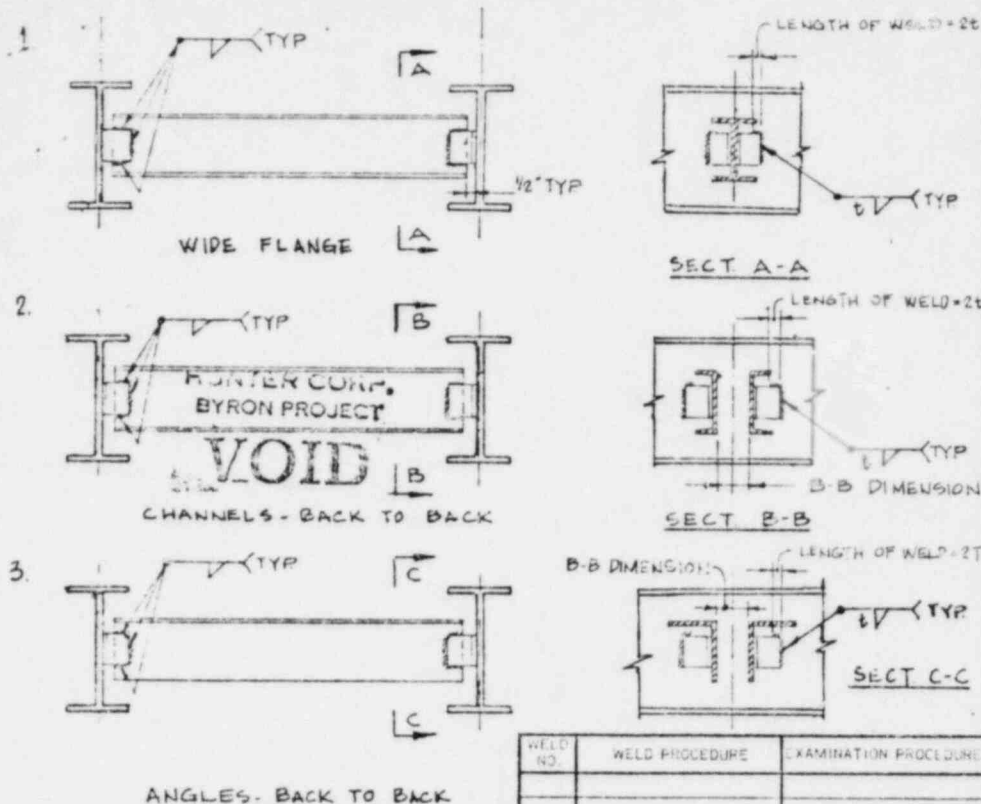 1
TYP
A
LENGTH OF WELD = 2t
1/2" TYP
t TYP
A
WIDE FLANGE
SECT. A-A
2.
TYP
B
LENGTH OF WELD = 2t
HUNTER CORP.
BYRON PROJECT
VOID
B
t TYP
B-B DIMENSION
CHANNELS - BACK TO BACK
SECT B-B
3.
TYP
C
B-B DIMENSION
LENGTH OF WELD = 2T
t TYP.
SECT C-C
C
WELD NO. WELD PROCEDURE EXAMINATION PROCEDURE
ANGLES - BACK TO BACK